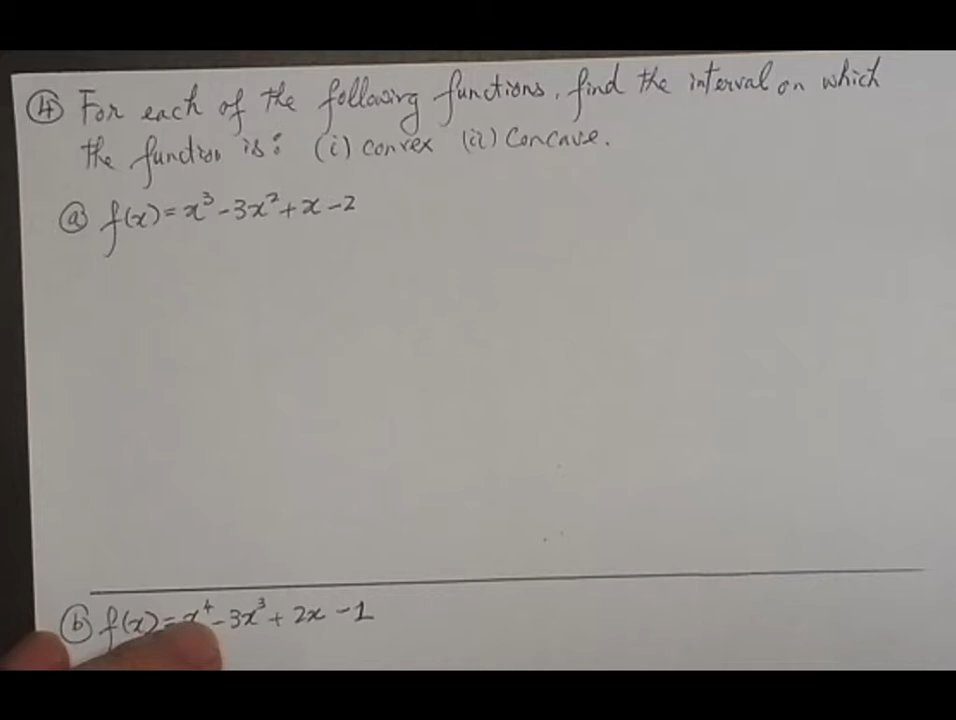 ④ For each of the following functions, find the interval on which
the function is: (i) convex (ii) concave.
ⓐ f(x) = x³ - 3x² + x - 2
ⓑ f(x) = x⁴ - 3x³ + 2x - 1